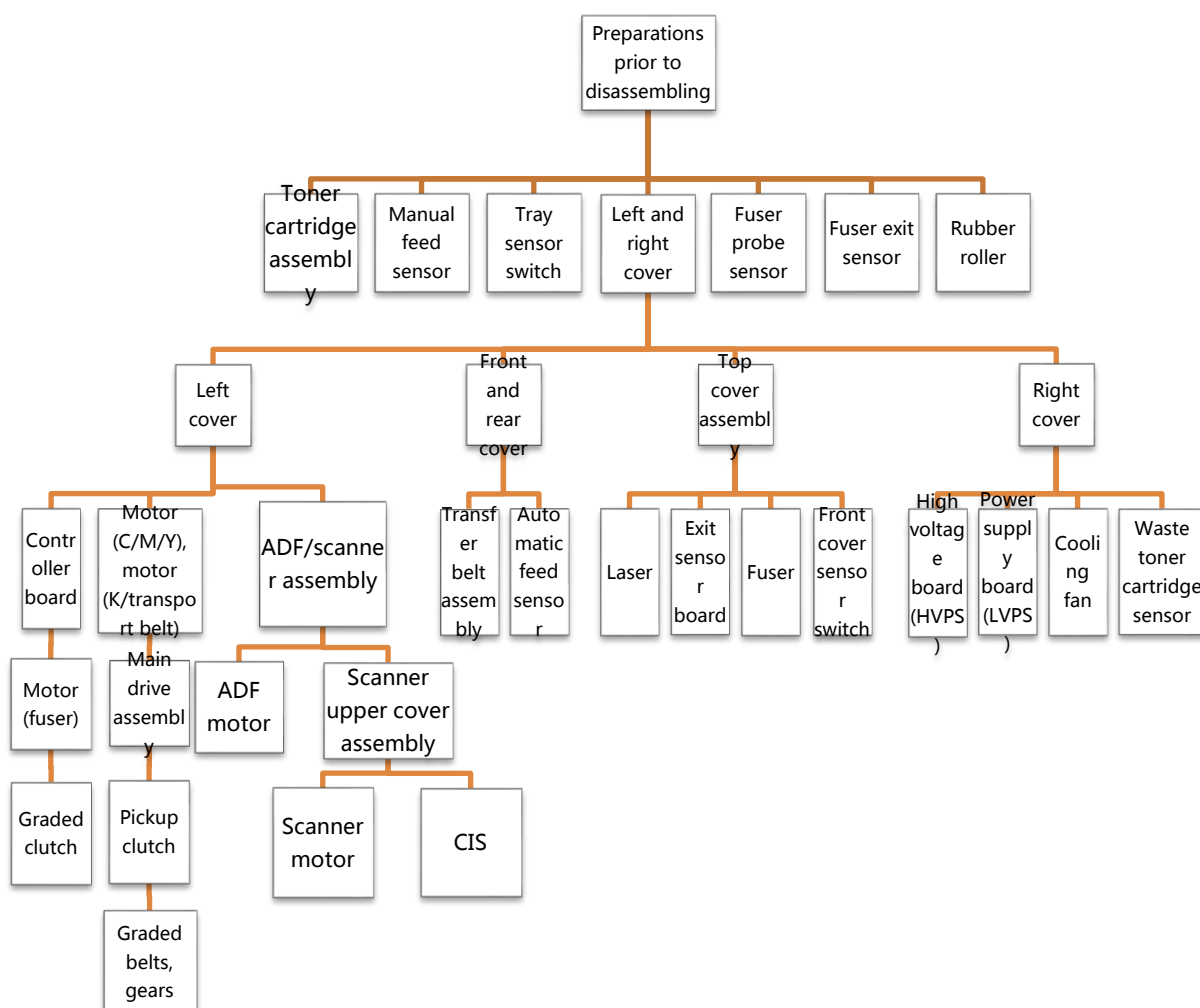 Preparations
prior to
disassembling
Toner
cartridge
assembl
y
Manual
feed
sensor
Tray
sensor
switch
Left and
right
cover
Fuser
probe
sensor
Fuser exit
sensor
Rubber
roller
Left
cover
Front
and
rear
cover
Top
cover
assembl
y
Right
cover
Contr
oller
board
Motor
(C/M/Y),
motor
(K/transpo
rt belt)
ADF/scanne
r assembly
Transf
er
belt
assem
bly
Auto
matic
feed
senso
r
Laser
Exit
senso
r
board
Fuser
Front
cover
senso
r
switch
High
voltag
e
board
(HVPS
)
Power
suppl
y
board
(LVPS
)
Cooli
ng
fan
Waste
toner
cartridge
sensor
Motor
(fuser)
Main
drive
assembl
y
ADF
motor
Scanner
upper cover
assembly
Graded
clutch
Pickup
clutch
Scanner
motor
CIS
Graded
belts,
gears